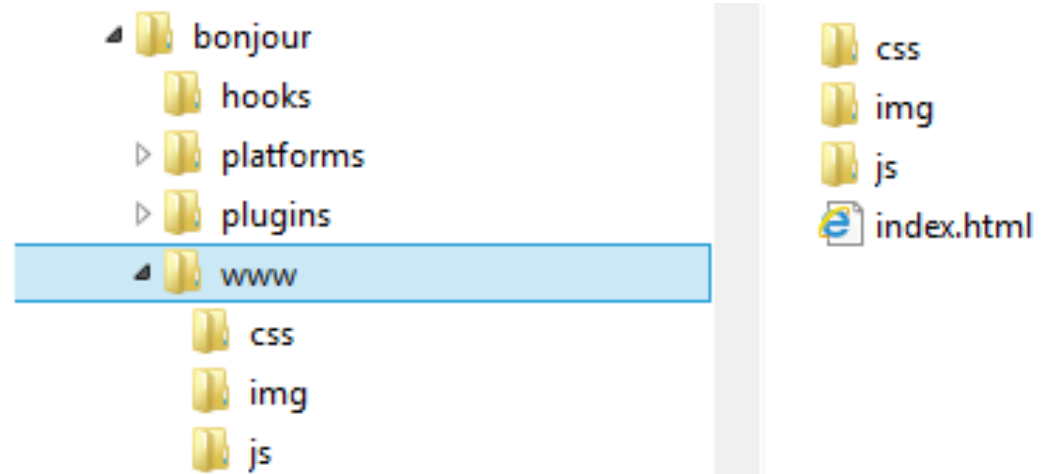 bonjour
hooks
platforms
plugins
www
css
img
js
css
img
js
index.html